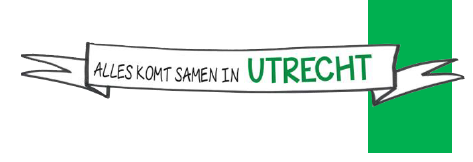 ALLES KOMT SAMEN IN UTRECHT